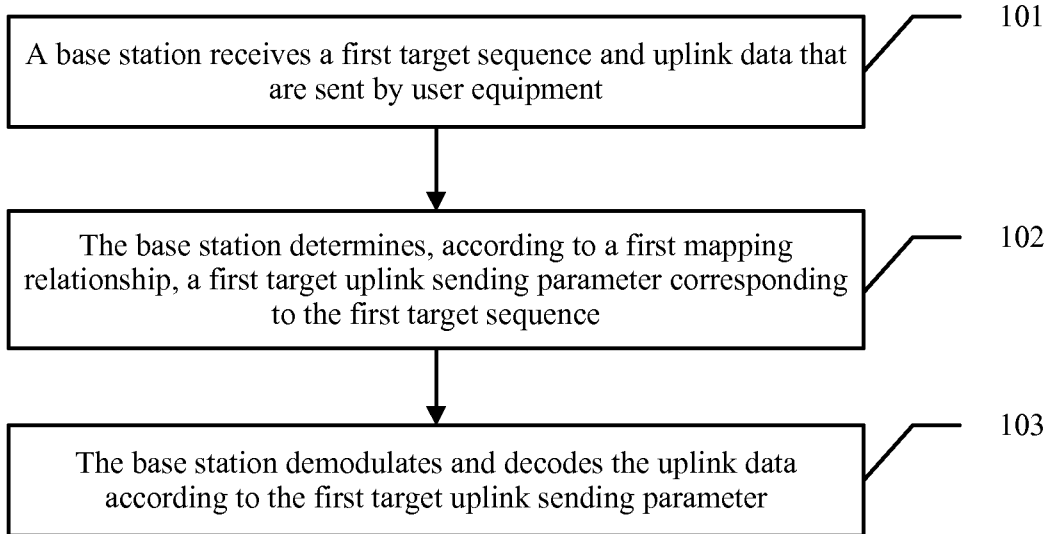 101
A base station receives a first target sequence and uplink data that
are sent by user equipment
102
The base station determines, according to a first mapping
relationship, a first target uplink sending parameter corresponding
to the first target sequence
103
The base station demodulates and decodes the uplink data
according to the first target uplink sending parameter